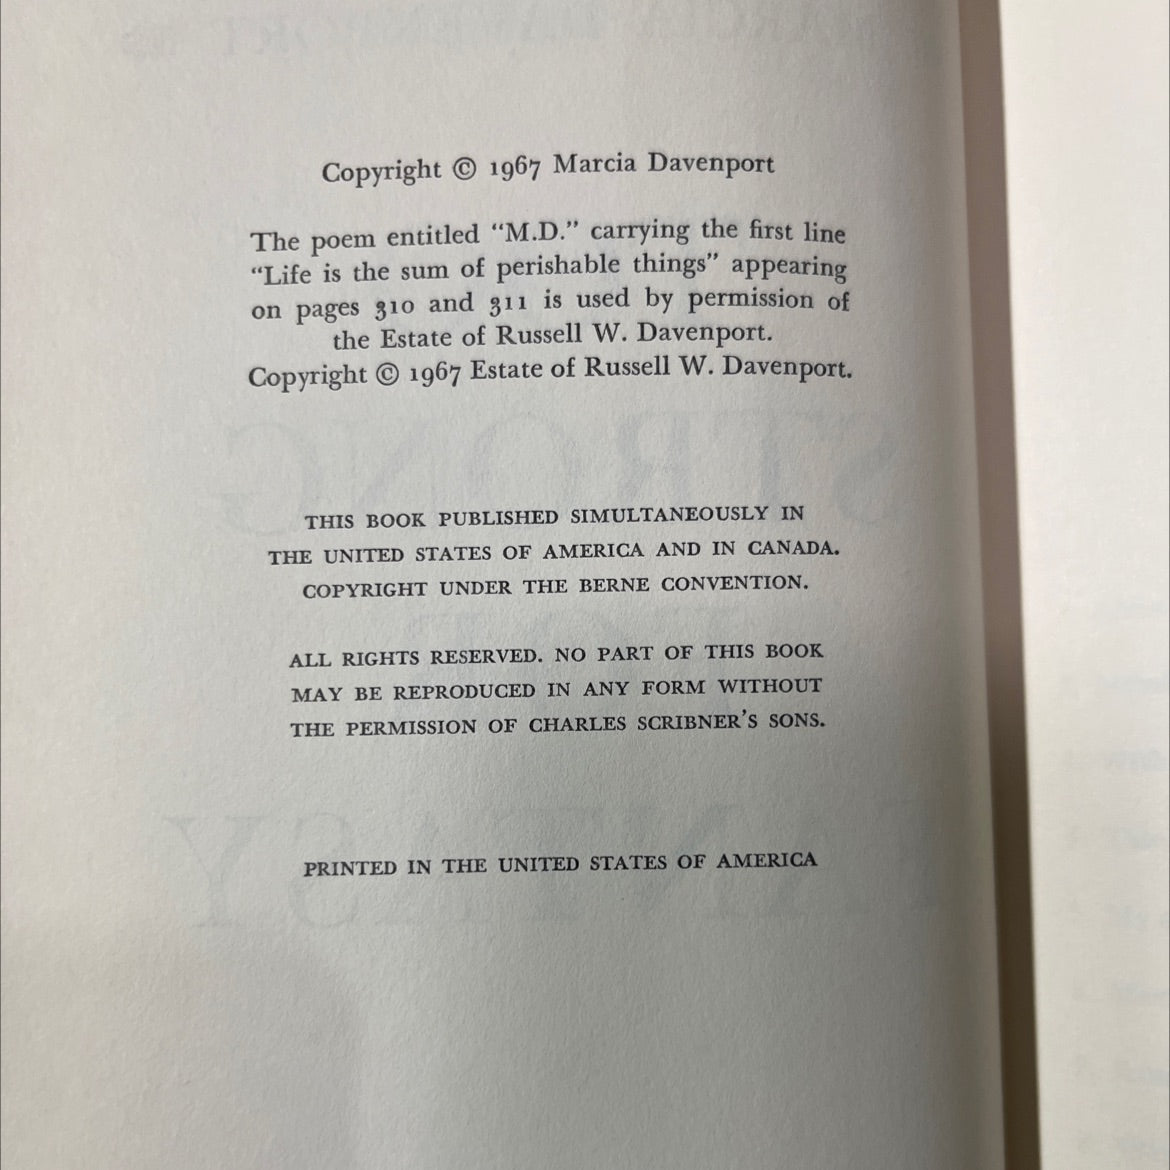 Copyright © 1967 Marcia Davenport
The poem entitled “M.D.” carrying the first line
“Life is the sum of perishable things” appearing
on pages 310 and 311 is used by permission of
the Estate of Russell W. Davenport.
Copyright © 1967 Estate of Russell W. Davenport.
THIS BOOK PUBLISHED SIMULTANEOUSLY IN
THE UNITED STATES OF AMERICA AND IN CANADA.
COPYRIGHT UNDER THE BERNE CONVENTION.
ALL RIGHTS RESERVED. NO PART OF THIS BOOK
MAY BE REPRODUCED IN ANY FORM WITHOUT
THE PERMISSION OF CHARLES SCRIBNER'S SONS.
PRINTED IN THE UNITED STATES OF AMERICA